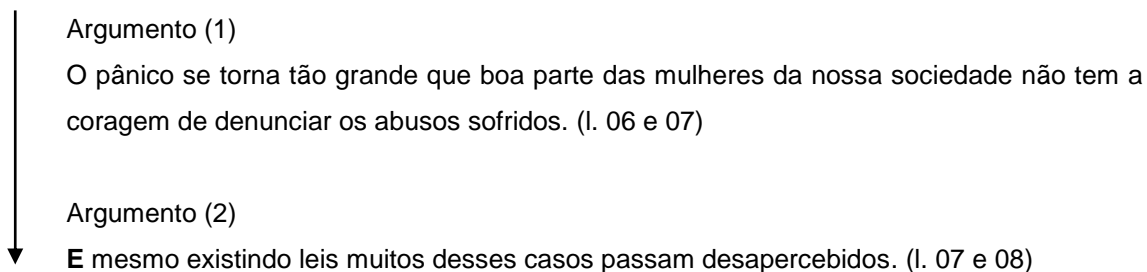 Argumento (1)
O pânico se torna tão grande que boa parte das mulheres da nossa sociedade não tem a
coragem de denunciar os abusos sofridos. (l. 06 e 07)
Argumento (2)
E mesmo existindo leis muitos desses casos passam desapercebidos. (l. 07 e 08)